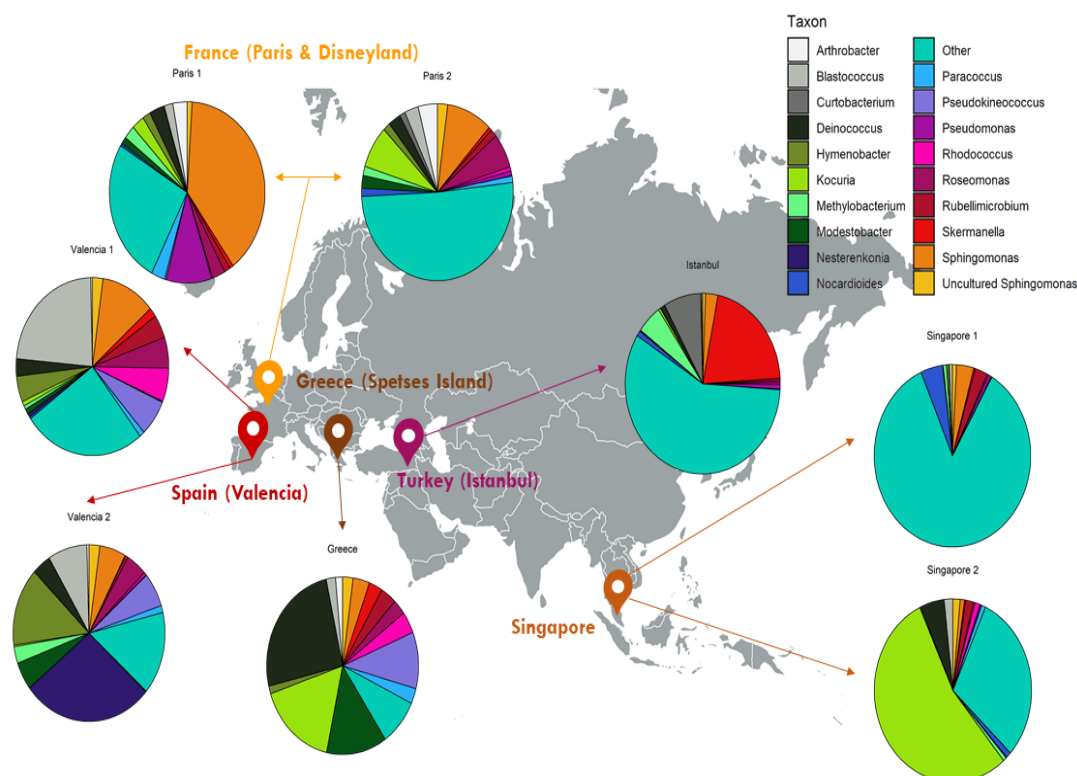 Taxon
Arthrobacter
Blastococcus
Curtobacterium
Deinococcus
Hymenobacter
Kocuria
Methylobacterium
Modestobacter
Nesterenkonia
Nocardioides
Other
Paracoccus
Pseudokineococcus
Pseudomonas
Rhodococcus
Roseomonas
Rubellimicrobium
Skermanella
Sphingomonas
Uncultured Sphingomonas
France (Paris & Disneyland)
Paris 1
Paris 2
Valencia 1
Istanbul
Singapore 1
Greece (Spetses Island)
Turkey (Istanbul)
Spain (Valencia)
Valencia 2
Greece
Singapore 2
Singapore